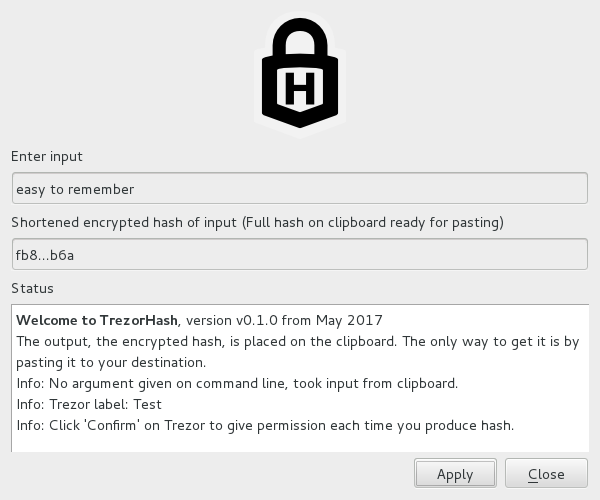 H
Enter input
easy to remember
Shortened encrypted hash of input (Full hash on clipboard ready for pasting)
fb8...b6a
Status
Welcome to TrezorHash, version v0.1.0 from May 2017
The output, the encrypted hash, is placed on the clipboard. The only way to get it is by
pasting it to your destination.
Info: No argument given on command line, took input from clipboard.
Info: Trezor label: Test
Info: Click 'Confirm' on Trezor to give permission each time you produce hash.
Apply Close